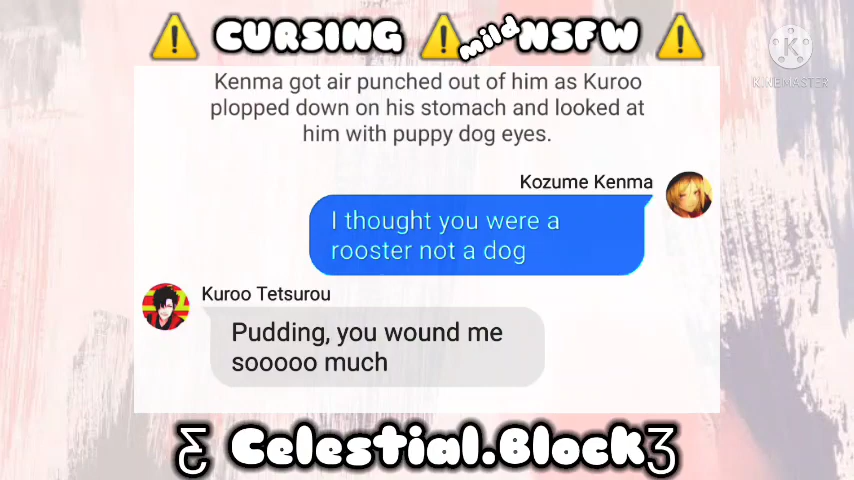 ⚠️ CURSING ⚠️ mild NSFW ⚠️
K
KINEMASTER
Kenma got air punched out of him as Kuroo
plopped down on his stomach and looked at
him with puppy dog eyes.
Kozume Kenma
I thought you were a
rooster not a dog
Kuroo Tetsurou
Pudding, you wound me
sooooo much
Ƹ Celestial.Block Ʒ